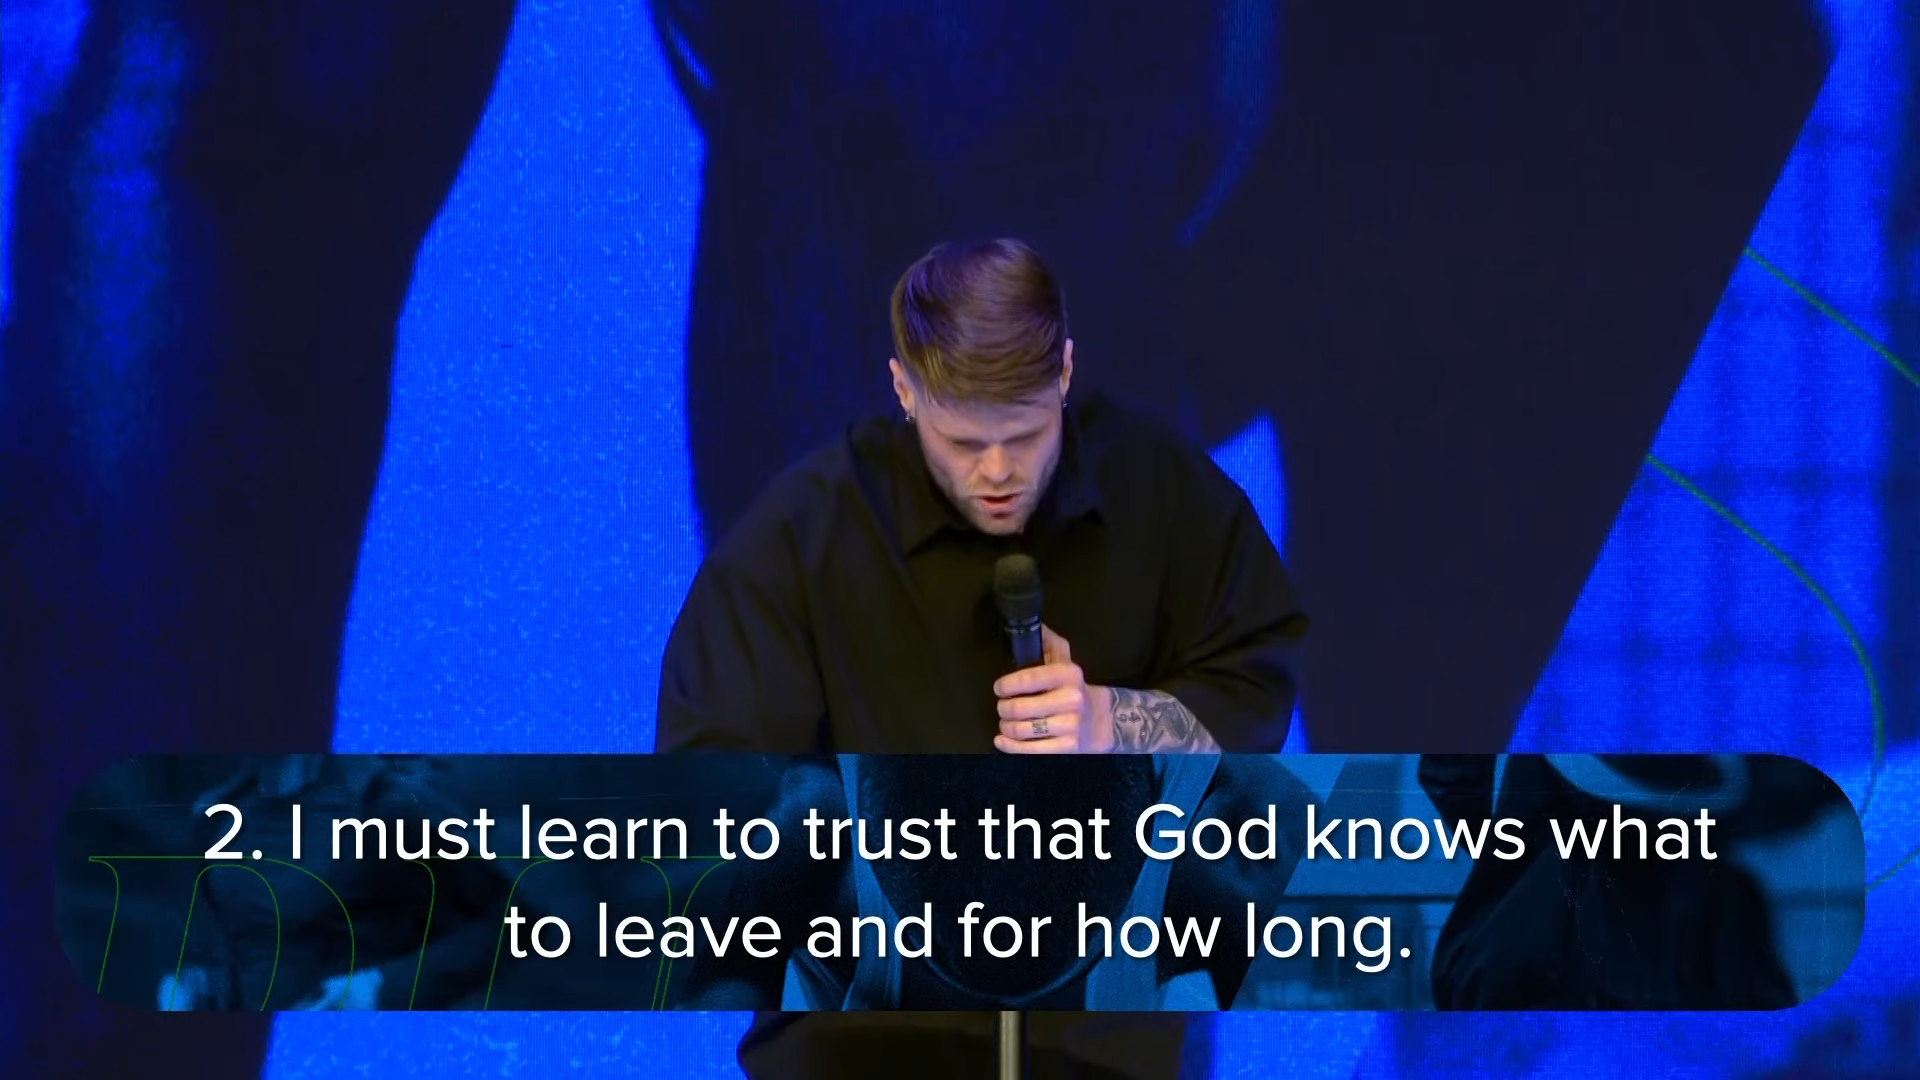 2. I must learn to trust that God knows what
to leave and for how long.